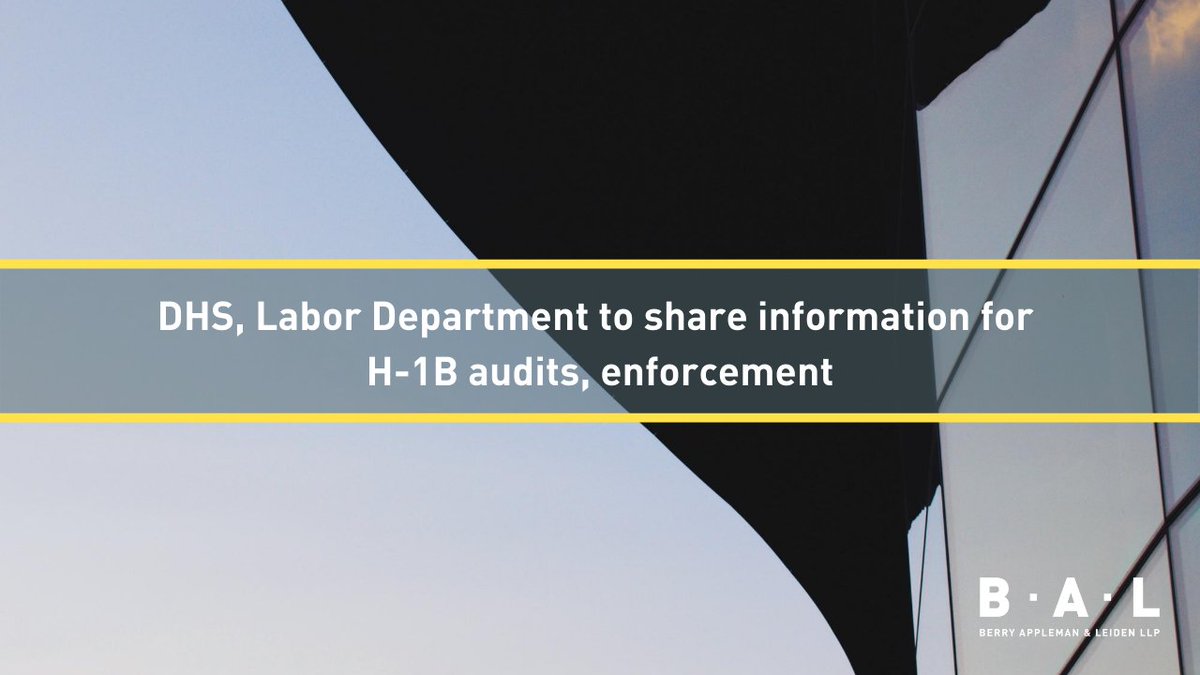 DHS, Labor Department to share information for
H-1B audits, enforcement
B·A·L
BERRY APPLEMAN & LEIDEN LLP